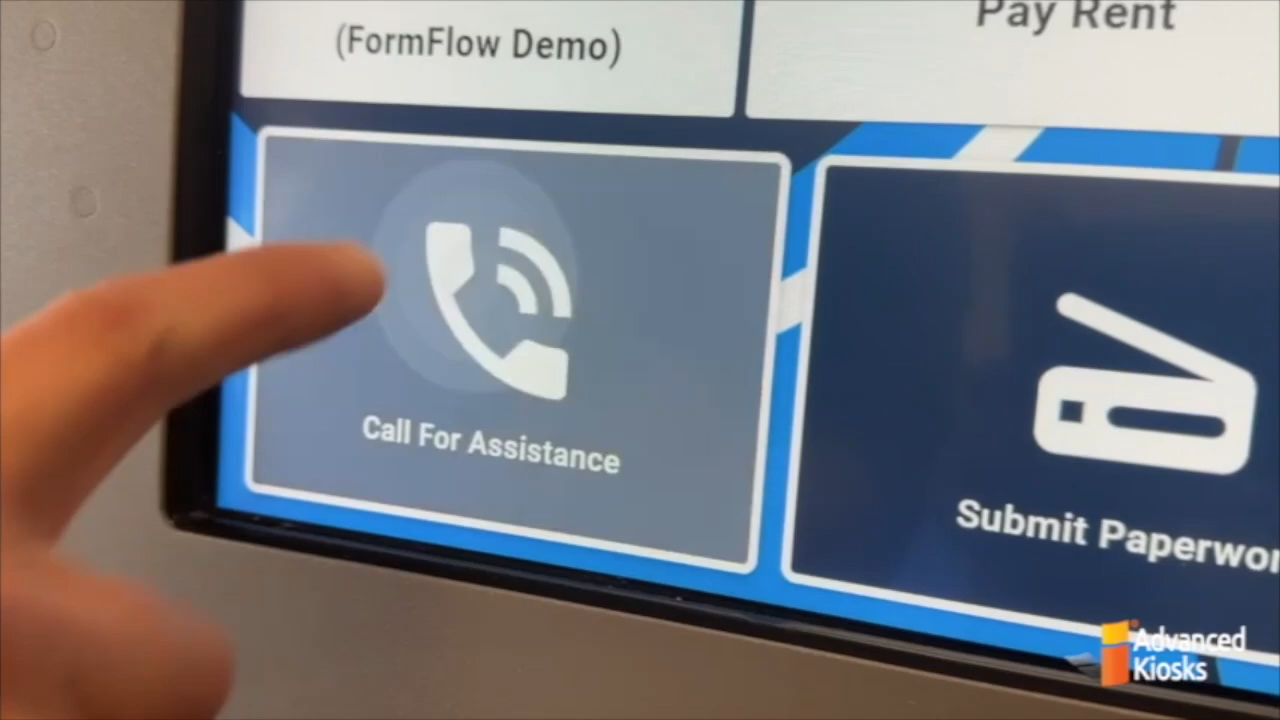 (FormFlow Demo)
Pay Rent
Call For Assistance
Submit Paperwor
Advanced
Kiosks